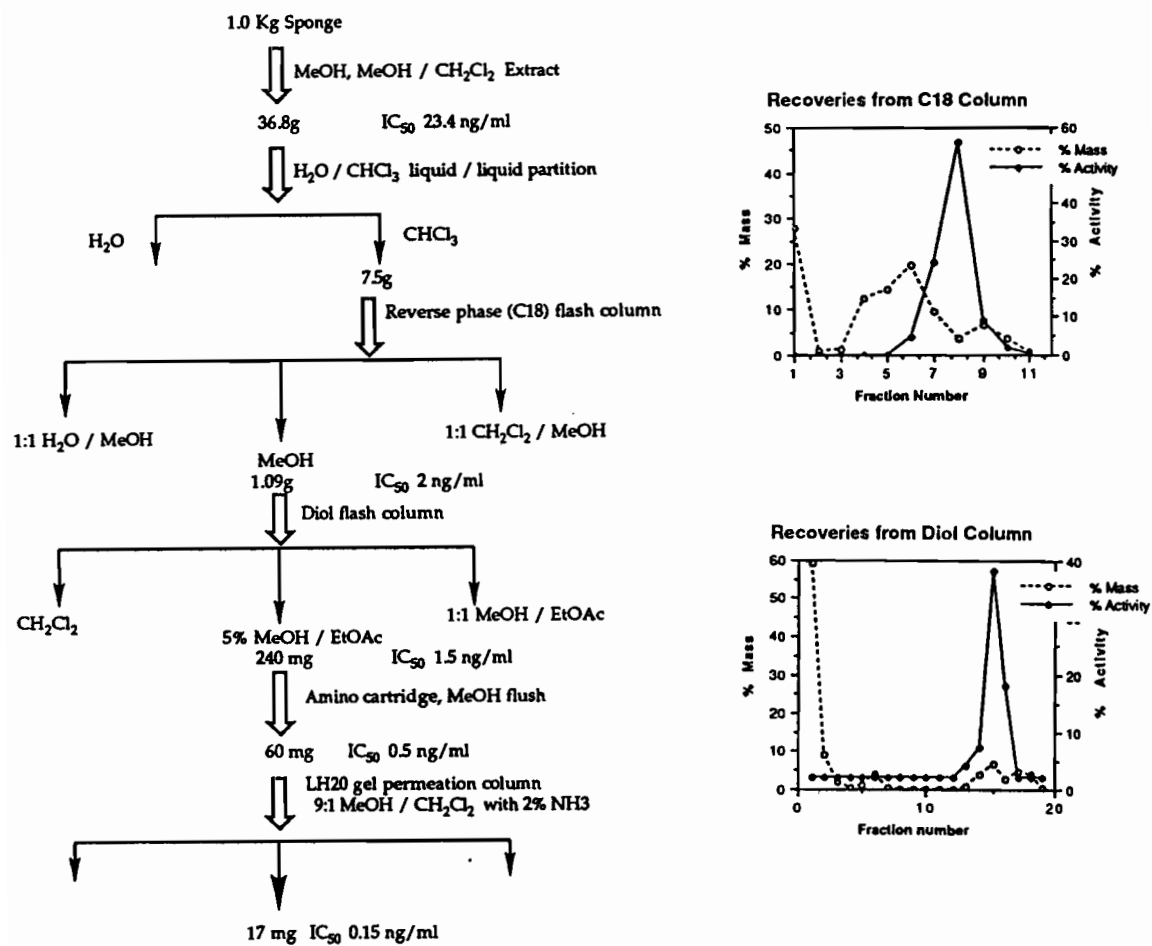 1.0 Kg Sponge
MeOH, MeOH / CH₂Cl₂ Extract
36.8g IC₅₀ 23.4 ng/ml
H₂O / CHCl₃ liquid / liquid partition
H₂O CHCl₃
7.5g
Reverse phase (C18) flash column
1:1 H₂O / MeOH
1:1 CH₂Cl₂ / MeOH
MeOH
1.09g IC₅₀ 2 ng/ml
Diol flash column
CH₂Cl₂
1:1 MeOH / EtOAc
5% MeOH / EtOAc
240 mg IC₅₀ 1.5 ng/ml
Amino cartridge, MeOH flush
60 mg IC₅₀ 0.5 ng/ml
LH20 gel permeation column
9:1 MeOH / CH₂Cl₂ with 2% NH3
17 mg IC₅₀ 0.15 ng/ml
Recoveries from C18 Column
% Mass
% Activity
50
40
30
20
10
0
% Mass
60
40
30
20
10
0
% Activity
1 3 5 7 9 11
Fraction Number
Recoveries from Diol Column
% Mass
% Activity
60
50
40
30
20
10
0
% Mass
40
20
10
0
% Activity
0 10 20
Fraction number